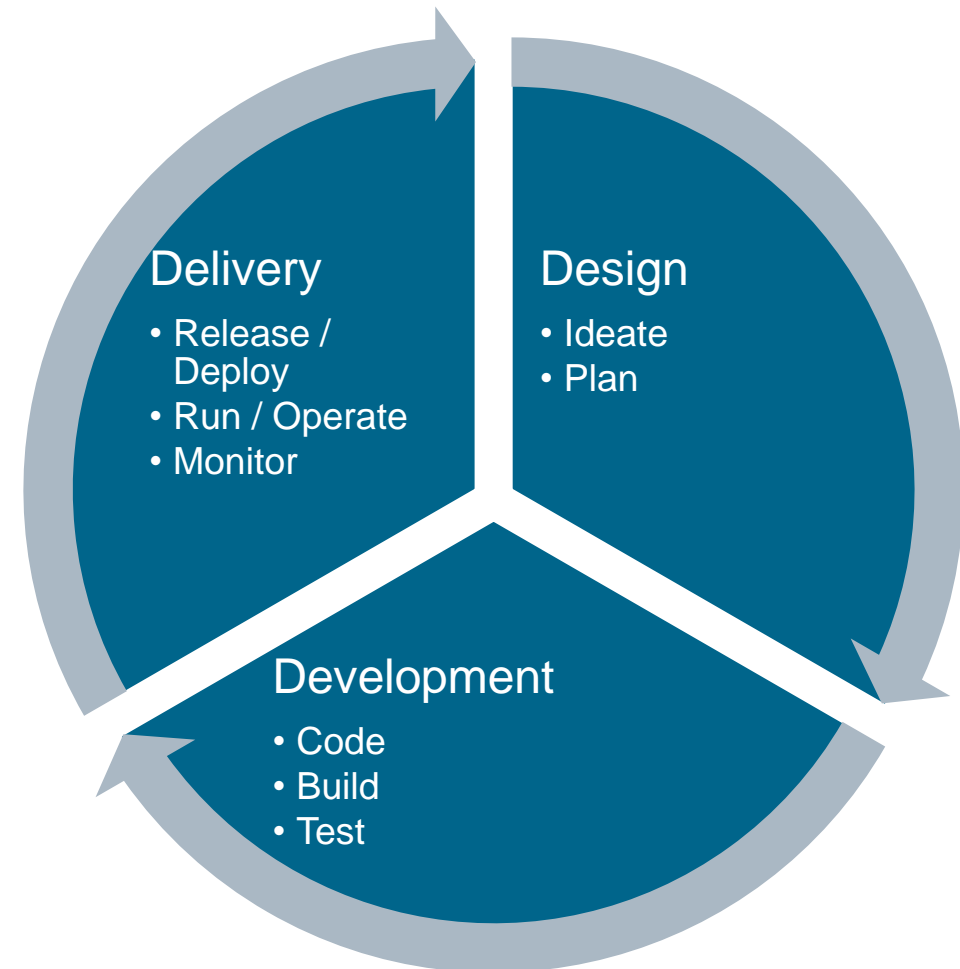 Delivery
• Release /
Deploy
• Run / Operate
• Monitor
Design
• Ideate
• Plan
Development
• Code
• Build
• Test